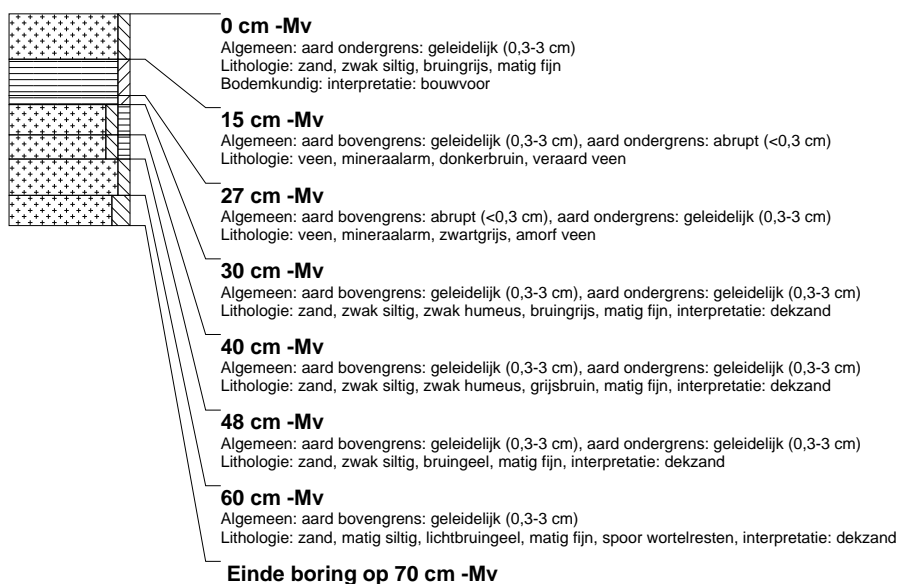 0 cm -Mv
Algemeen: aard ondergrens: geleidelijk (0,3-3 cm)
Lithologie: zand, zwak siltig, bruingrijs, matig fijn
Bodemkundig: interpretatie: bouwvoor
15 cm -Mv
Algemeen: aard bovengrens: geleidelijk (0,3-3 cm), aard ondergrens: abrupt (<0,3 cm)
Lithologie: veen, mineraalarm, donkerbruin, veraard veen
27 cm -Mv
Algemeen: aard bovengrens: abrupt (<0,3 cm), aard ondergrens: geleidelijk (0,3-3 cm)
Lithologie: veen, mineraalarm, zwartgrijs, amorf veen
30 cm -Mv
Algemeen: aard bovengrens: geleidelijk (0,3-3 cm), aard ondergrens: geleidelijk (0,3-3 cm)
Lithologie: zand, zwak siltig, zwak humeus, bruingrijs, matig fijn, interpretatie: dekzand
40 cm -Mv
Algemeen: aard bovengrens: geleidelijk (0,3-3 cm), aard ondergrens: geleidelijk (0,3-3 cm)
Lithologie: zand, zwak siltig, zwak humeus, grijsbruin, matig fijn, interpretatie: dekzand
48 cm -Mv
Algemeen: aard bovengrens: geleidelijk (0,3-3 cm), aard ondergrens: geleidelijk (0,3-3 cm)
Lithologie: zand, zwak siltig, bruingeel, matig fijn, interpretatie: dekzand
60 cm -Mv
Algemeen: aard bovengrens: geleidelijk (0,3-3 cm)
Lithologie: zand, matig siltig, lichtbruingeel, matig fijn, spoor wortelresten, interpretatie: dekzand
Einde boring op 70 cm -Mv